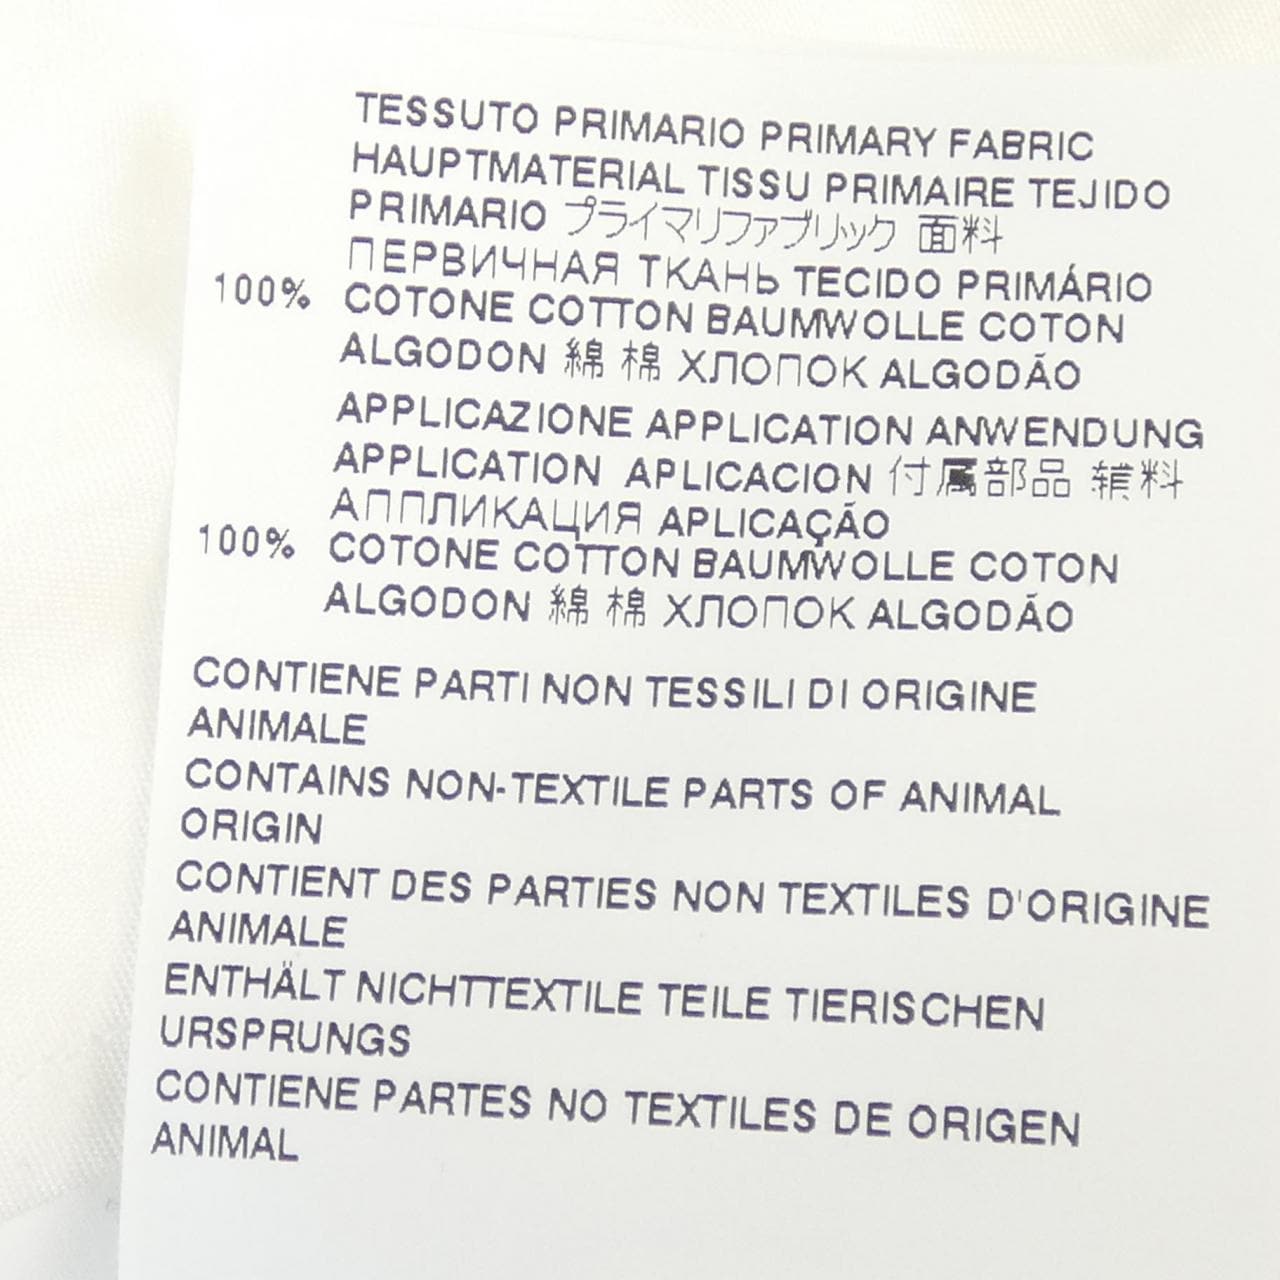 TESSUTO PRIMARIO PRIMARY FABRIC
HAUPTMATERIAL TISSU PRIMAIRE TEJIDO
PRIMARIO プライマリファブリック 面料
ПЕРВИЧНАЯ ТКАНЬ TECIDO PRIMÁRIO
100% COTONE COTTON BAUMWOLLE COTON
ALGODON 綿 棉 ХЛОПОК ALGODÃO
APPLICAZIONE APPLICATION ANWENDUNG
APPLICATION APLICACION 付属部品 辅料
АППЛИКАЦИЯ APLICAÇÃO
100% COTONE COTTON BAUMWOLLE COTON
ALGODON 綿 棉 ХЛОПОК ALGODÃO
CONTIENE PARTI NON TESSILI DI ORIGINE
ANIMALE
CONTAINS NON-TEXTILE PARTS OF ANIMAL
ORIGIN
CONTIENT DES PARTIES NON TEXTILES D'ORIGINE
ANIMALE
ENTHÄLT NICHTTEXTILE TEILE TIERISCHEN
URSPRUNGS
CONTIENE PARTES NO TEXTILES DE ORIGEN
ANIMAL